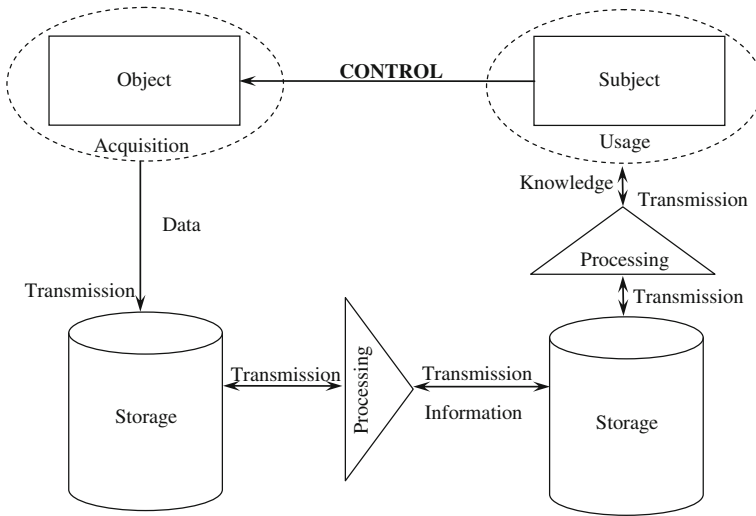 CONTROL
Object
Subject
Acquisition
Usage
Knowledge
Transmission
Data
Processing
Transmission
Transmission
Transmission
Processing
Transmission
Information
Storage
Storage